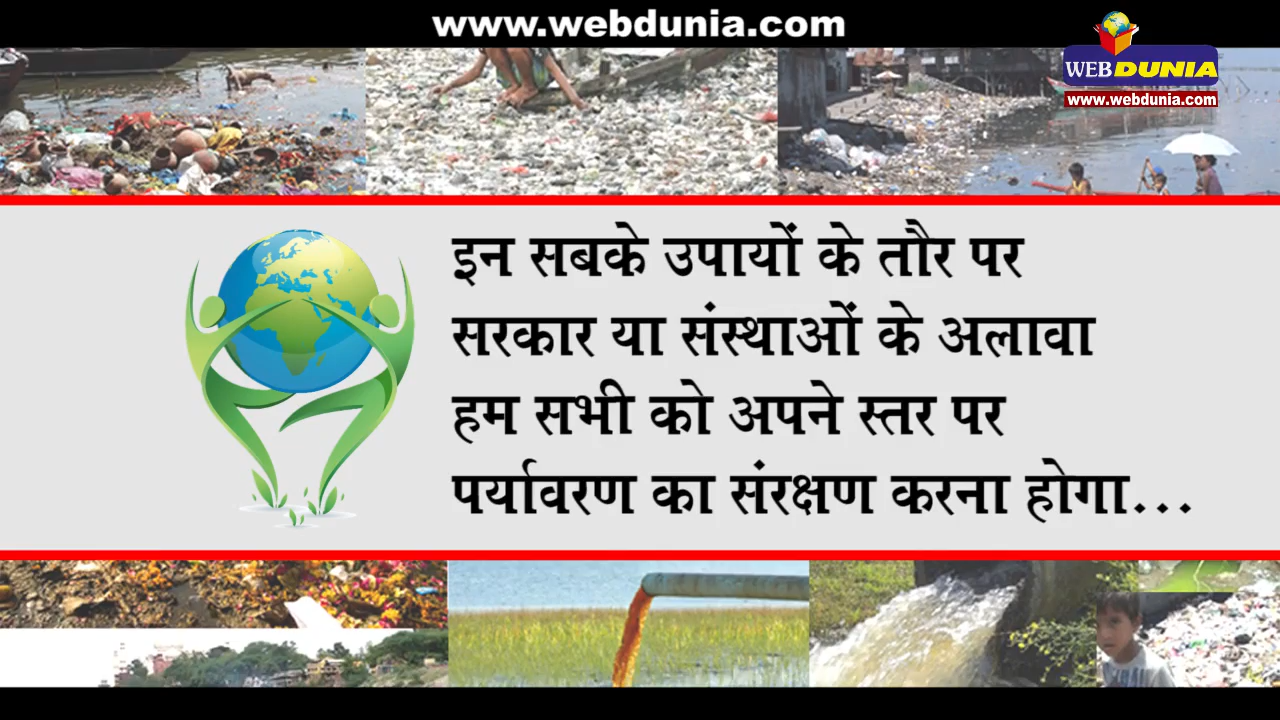 www.webdunia.com
WEBDUNIA
www.webdunia.com
इन सबके उपायों के तौर पर
सरकार या संस्थाओं के अलावा
हम सभी को अपने स्तर पर
पर्यावरण का संरक्षण करना होगा...